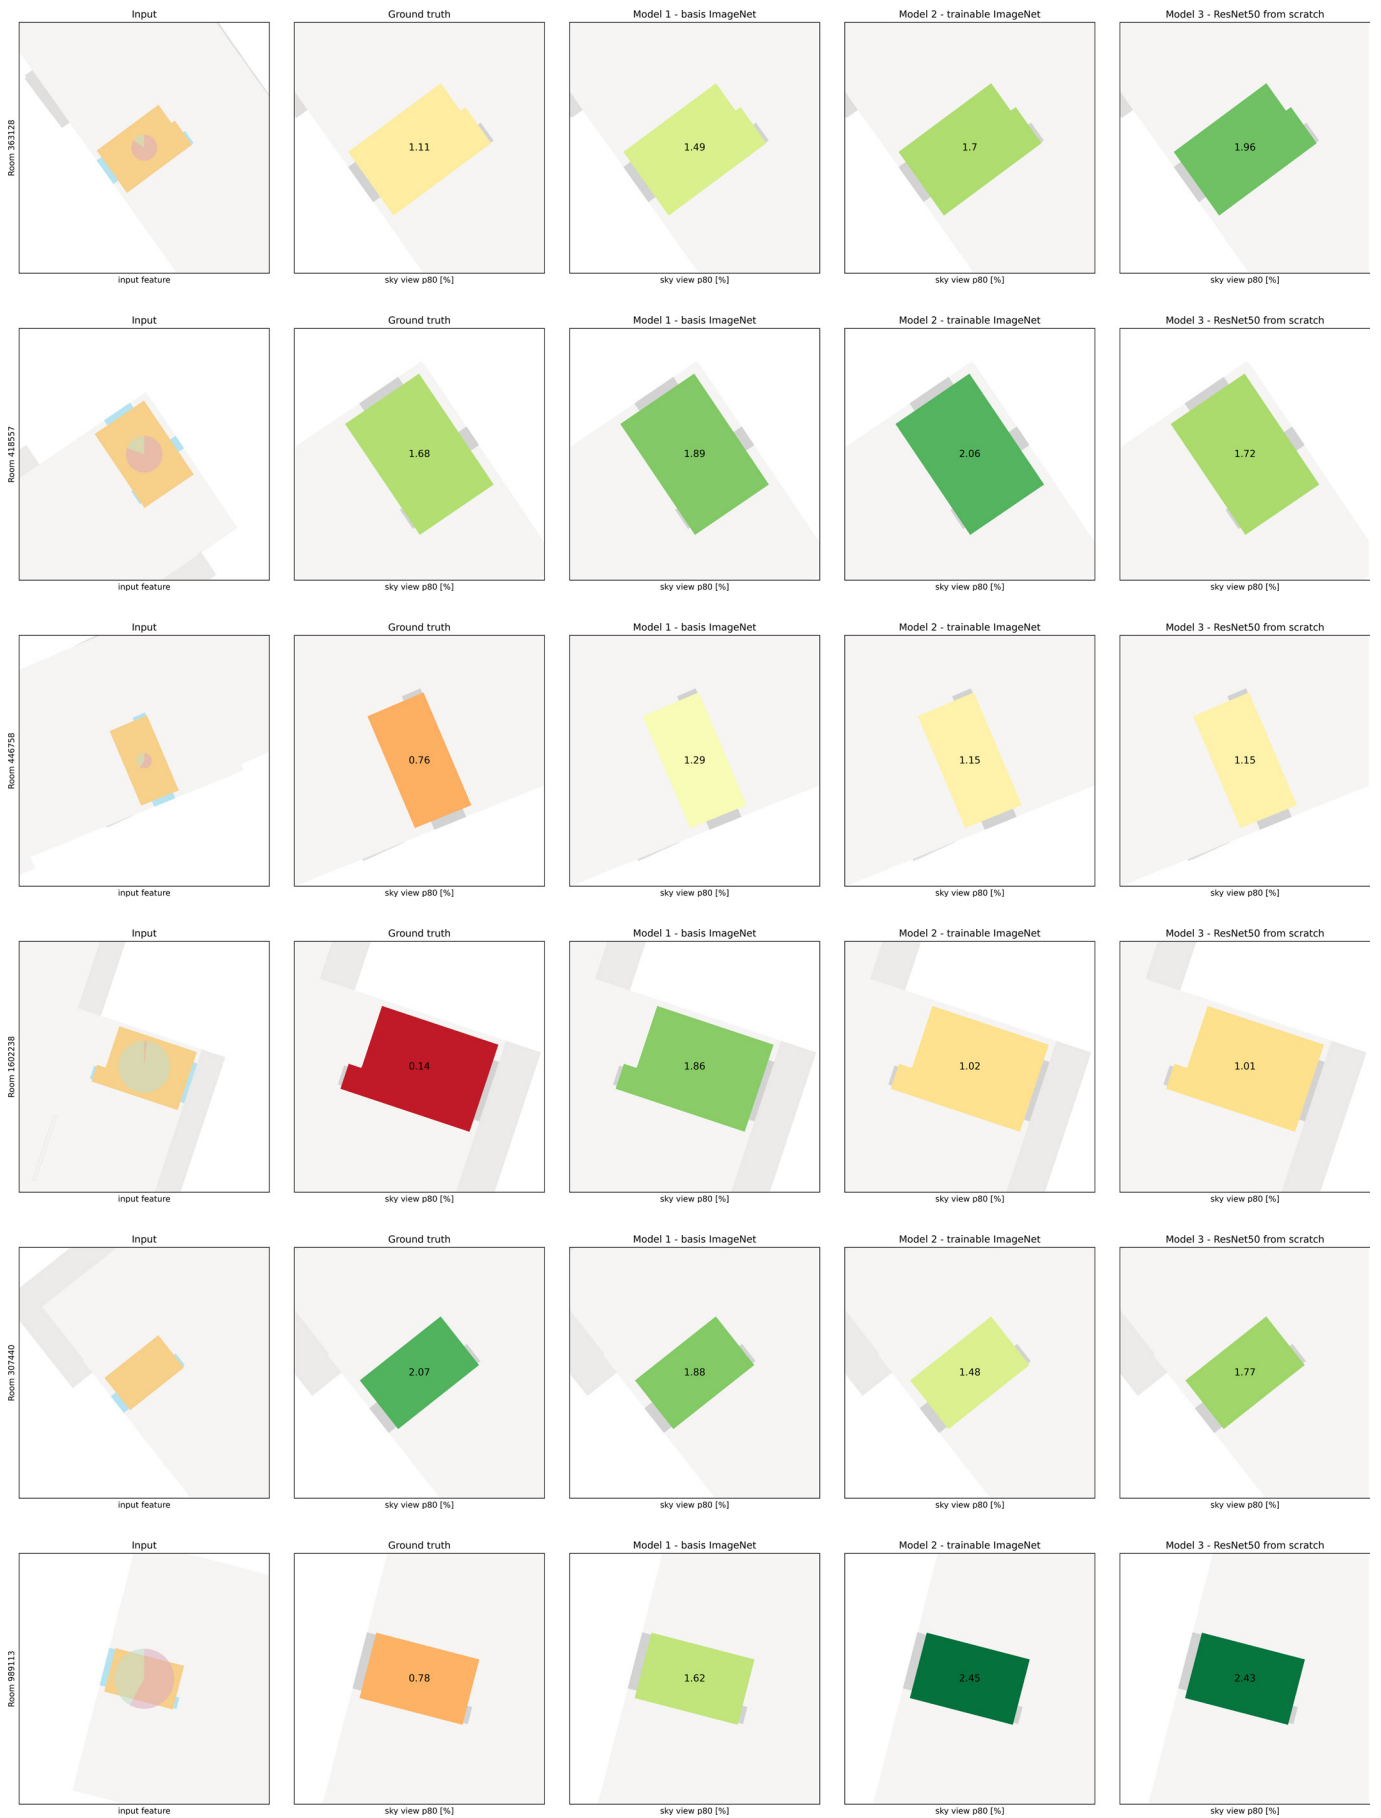 Input Ground truth Model 1 - basis ImageNet Model 2 - trainable ImageNet Model 3 - ResNet50 from scratch
Room 363128
1.11 1.49 1.7 1.96
input feature sky view p80 [%] sky view p80 [%] sky view p80 [%] sky view p80 [%]
Input Ground truth Model 1 - basis ImageNet Model 2 - trainable ImageNet Model 3 - ResNet50 from scratch
Room 418557
1.68 1.89 2.06 1.72
input feature sky view p80 [%] sky view p80 [%] sky view p80 [%] sky view p80 [%]
Input Ground truth Model 1 - basis ImageNet Model 2 - trainable ImageNet Model 3 - ResNet50 from scratch
Room 446758
0.76 1.29 1.15 1.15
input feature sky view p80 [%] sky view p80 [%] sky view p80 [%] sky view p80 [%]
Input Ground truth Model 1 - basis ImageNet Model 2 - trainable ImageNet Model 3 - ResNet50 from scratch
Room 1602238
0.14 1.86 1.02 1.01
input feature sky view p80 [%] sky view p80 [%] sky view p80 [%] sky view p80 [%]
Input Ground truth Model 1 - basis ImageNet Model 2 - trainable ImageNet Model 3 - ResNet50 from scratch
Room 307440
2.07 1.88 1.48 1.77
input feature sky view p80 [%] sky view p80 [%] sky view p80 [%] sky view p80 [%]
Input Ground truth Model 1 - basis ImageNet Model 2 - trainable ImageNet Model 3 - ResNet50 from scratch
Room 989113
0.78 1.62 2.45 2.43
input feature sky view p80 [%] sky view p80 [%] sky view p80 [%] sky view p80 [%]